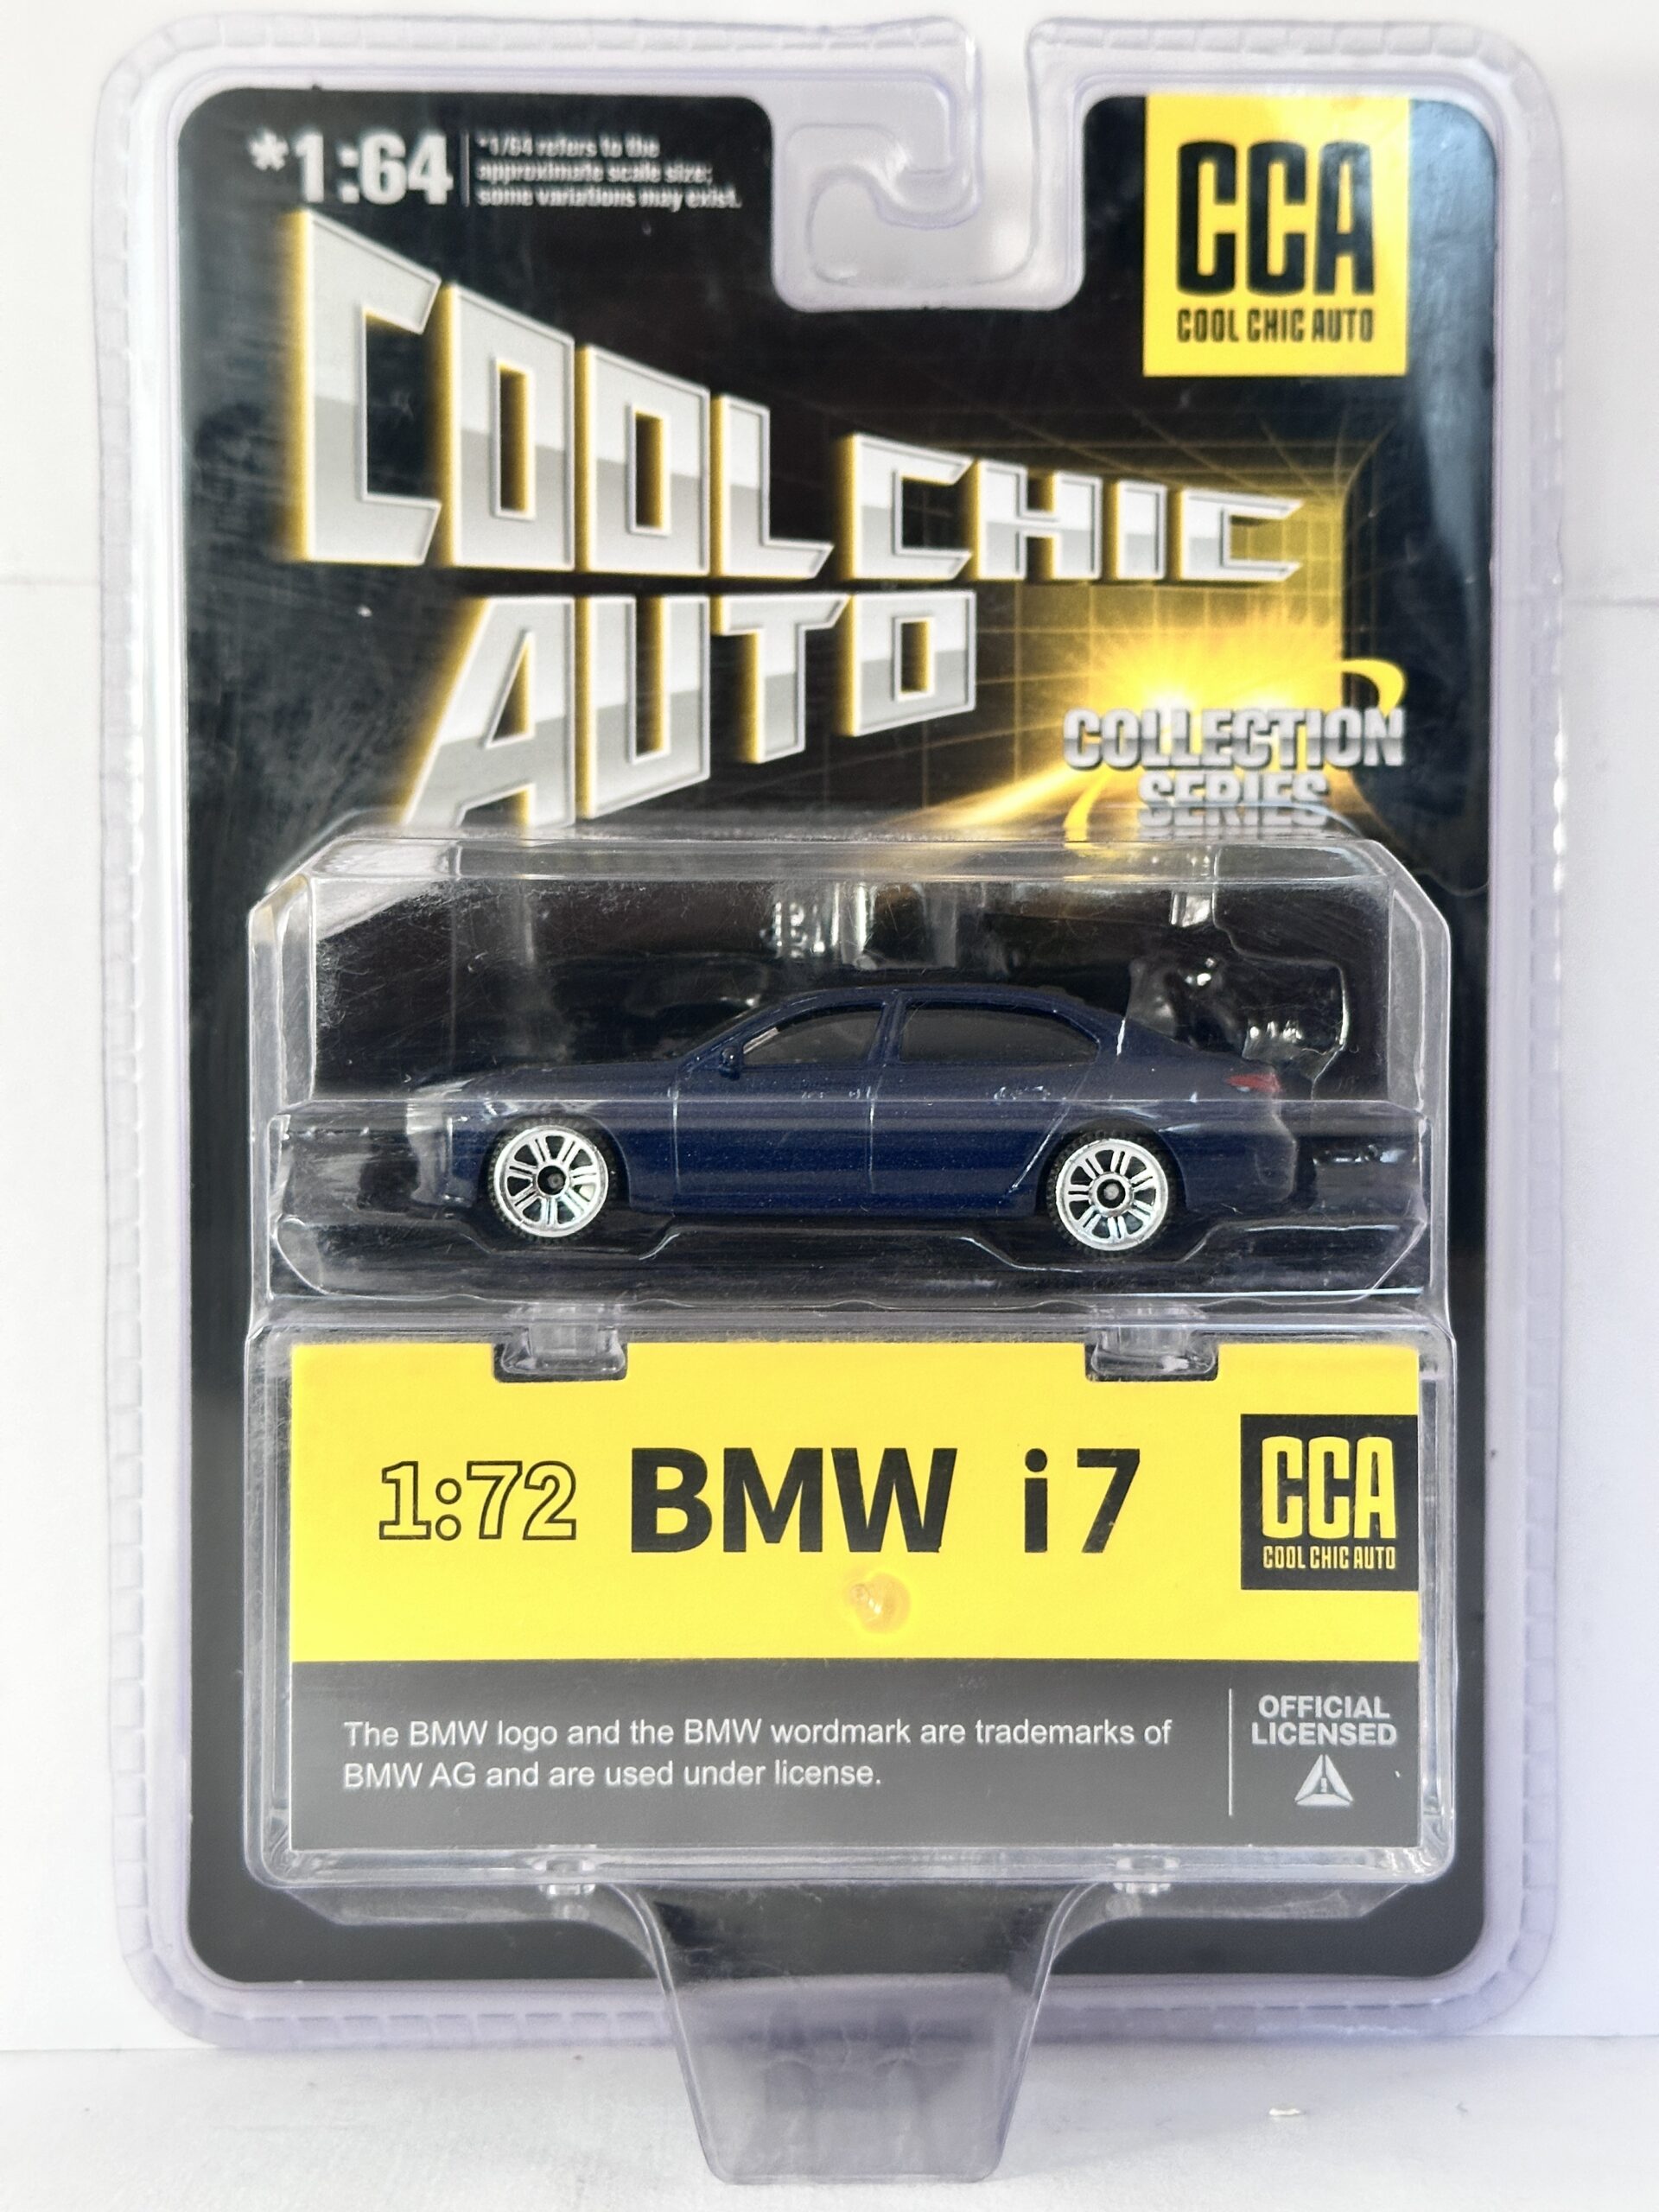 *1:64
*1/64 refers to the
approximate scale size;
some variations may exist.
CCA
COOL CHIC AUTO
COOL CHIC
AUTO
COLLECTION
SERIES
1:72 BMW i7
CCA
COOL CHIC AUTO
The BMW logo and the BMW wordmark are trademarks of
BMW AG and are used under license.
OFFICIAL
LICENSED